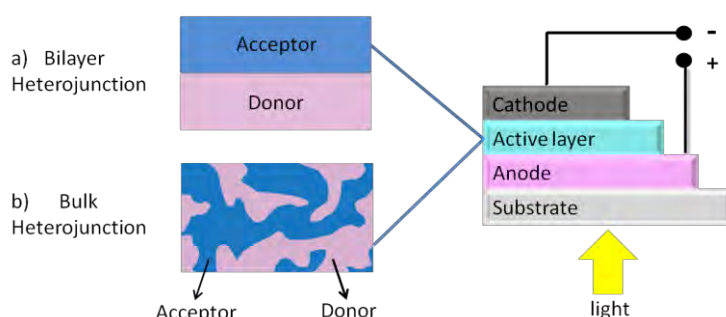 a) Bilayer
Heterojunction
Acceptor
Donor
b) Bulk
Heterojunction
Acceptor
Donor
-
+
Cathode
Active layer
Anode
Substrate
light